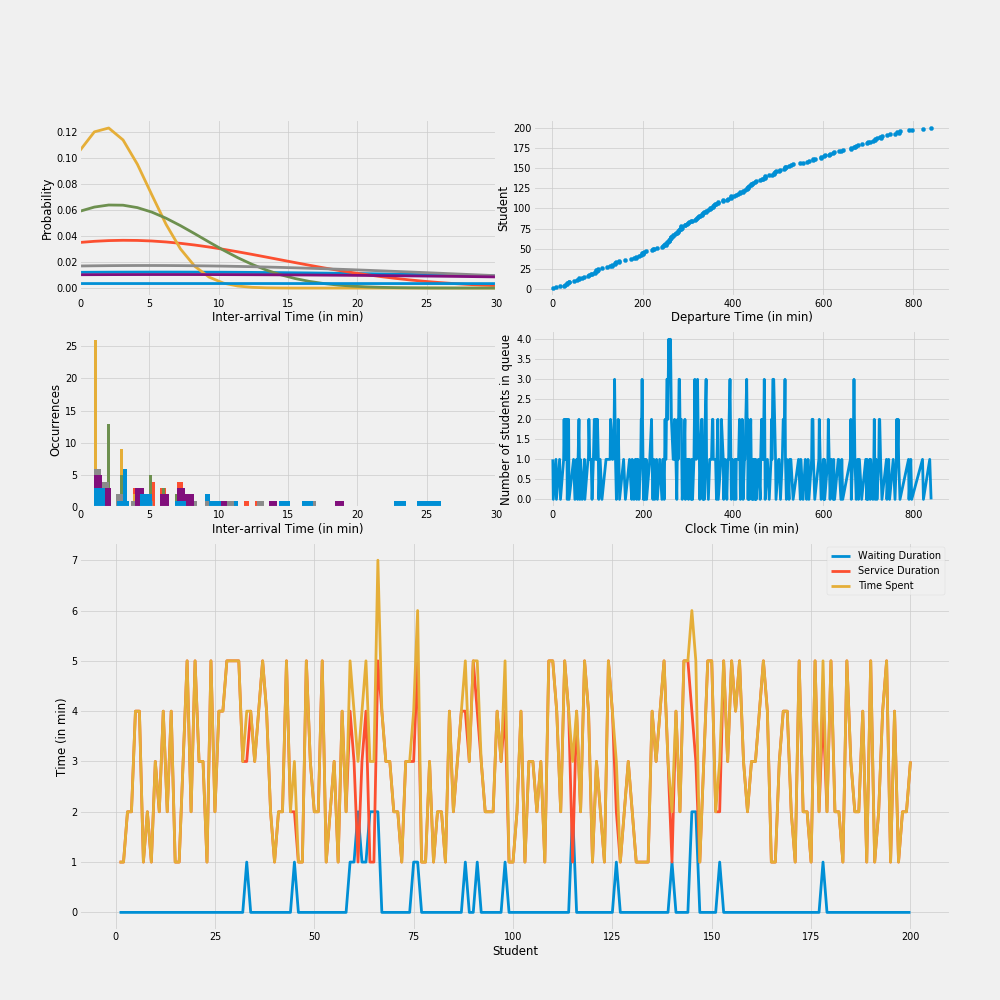 0.12
0.10
0.08
0.06
0.04
0.02
0.00
Probability
0 5 10 15 20 25 30
Inter-arrival Time (in min)
200
175
150
125
100
75
50
25
0
Student
0 200 400 600 800
Departure Time (in min)
25
20
15
10
5
0
Occurrences
0 5 10 15 20 25 30
Inter-arrival Time (in min)
4.0
3.5
3.0
2.5
2.0
1.5
1.0
0.5
0.0
Number of students in queue
0 200 400 600 800
Clock Time (in min)
7
6
5
4
3
2
1
0
Time (in min)
Waiting Duration
Service Duration
Time Spent
0 25 50 75 100 125 150 175 200
Student